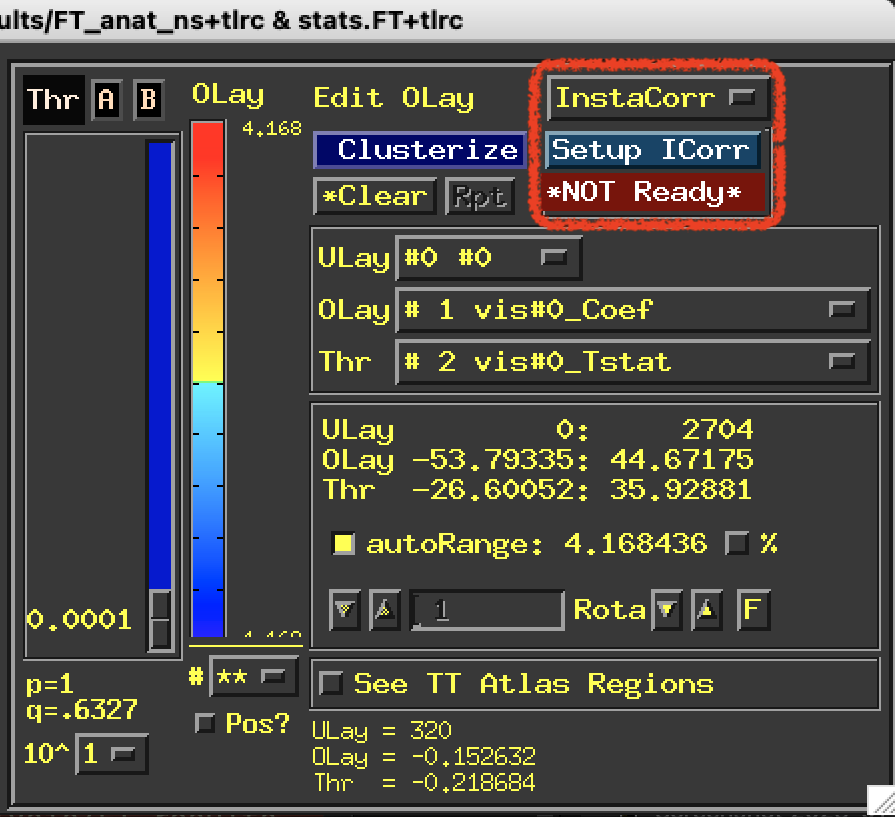 ults/FT_anat_ns+tlrc & stats.FT+tlrc
Thr A B OLay Edit OLay InstaCorr
4.168
Clusterize Setup ICorr
*Clear Rpt *NOT Ready*
ULay #0 #0
OLay # 1 vis#0_Coef
Thr # 2 vis#0_Tstat
ULay 0: 2704
OLay -53.79335: 44.67175
Thr -26.60052: 35.92881
autoRange: 4.168436 %
1 Rota F
0.0001
# **
See TT Atlas Regions
p=1
q=.6327
Pos?
10^ 1
ULay = 320
OLay = -0.152632
Thr = -0.218684